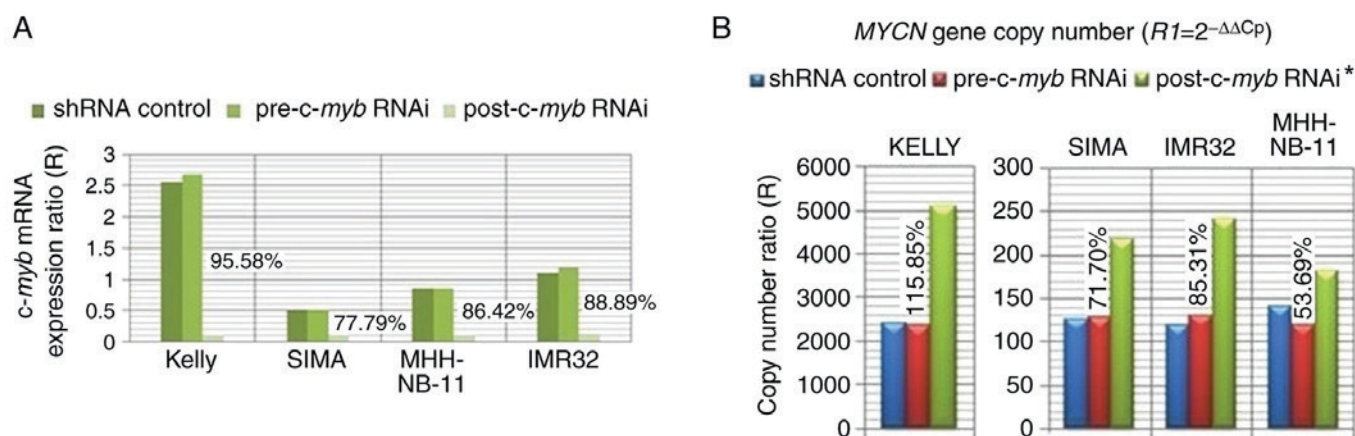 A
shRNA control pre-c-myb RNAi post-c-myb RNAi
c-myb mRNA
expression ratio (R)
3
2.5
2
1.5
1
0.5
0
95.58%
77.79%
86.42%
88.89%
Kelly SIMA MHH-NB-11 IMR32
B
MYCN gene copy number (R1=2−ΔΔCp)
shRNA control pre-c-myb RNAi post-c-myb RNAi*
KELLY
Copy number ratio (R)
6000
5000
4000
3000
2000
1000
0
115.85%
SIMA IMR32 MHH-NB-11
300
250
200
150
100
50
0
71.70%
85.31%
53.69%